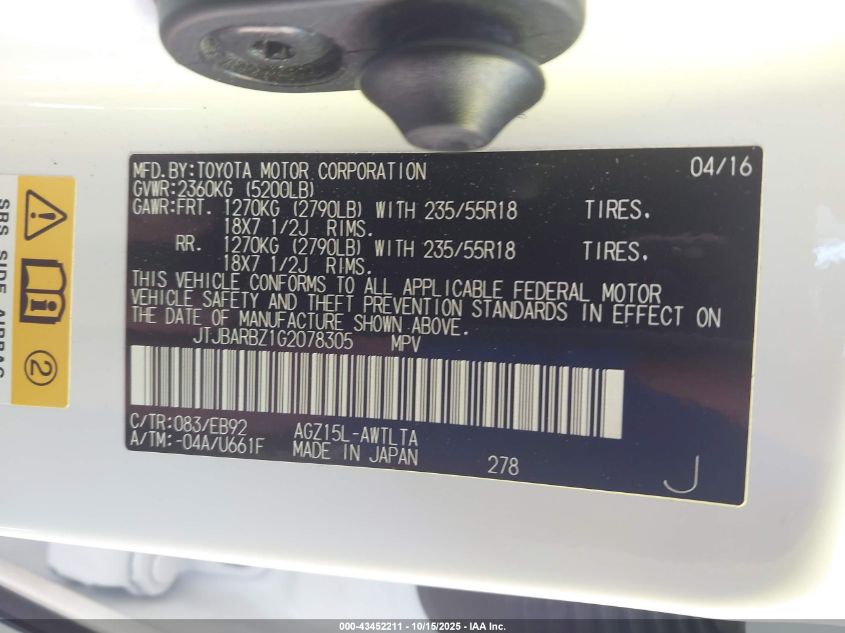 MFD.BY:TOYOTA MOTOR CORPORATION 04/16
GVWR:2360KG (5200LB)
GAWR:FRT. 1270KG (2790LB) WITH 235/55R18 TIRES.
18X7 1/2J RIMS.
RR. 1270KG (2790LB) WITH 235/55R18 TIRES.
18X7 1/2J RIMS.
THIS VEHICLE CONFORMS TO ALL APPLICABLE FEDERAL MOTOR
VEHICLE SAFETY AND THEFT PREVENTION STANDARDS IN EFFECT ON
THE DATE OF MANUFACTURE SHOWN ABOVE.
JTJBARBZ1G2078305 MPV
C/TR:083/EB92 AGZ15L-AWTLTA
A/TM:-04A/U661F MADE IN JAPAN 278 J
SRS SIDE AIRBAG
2
000-43452211 - 10/15/2025 - IAA Inc.